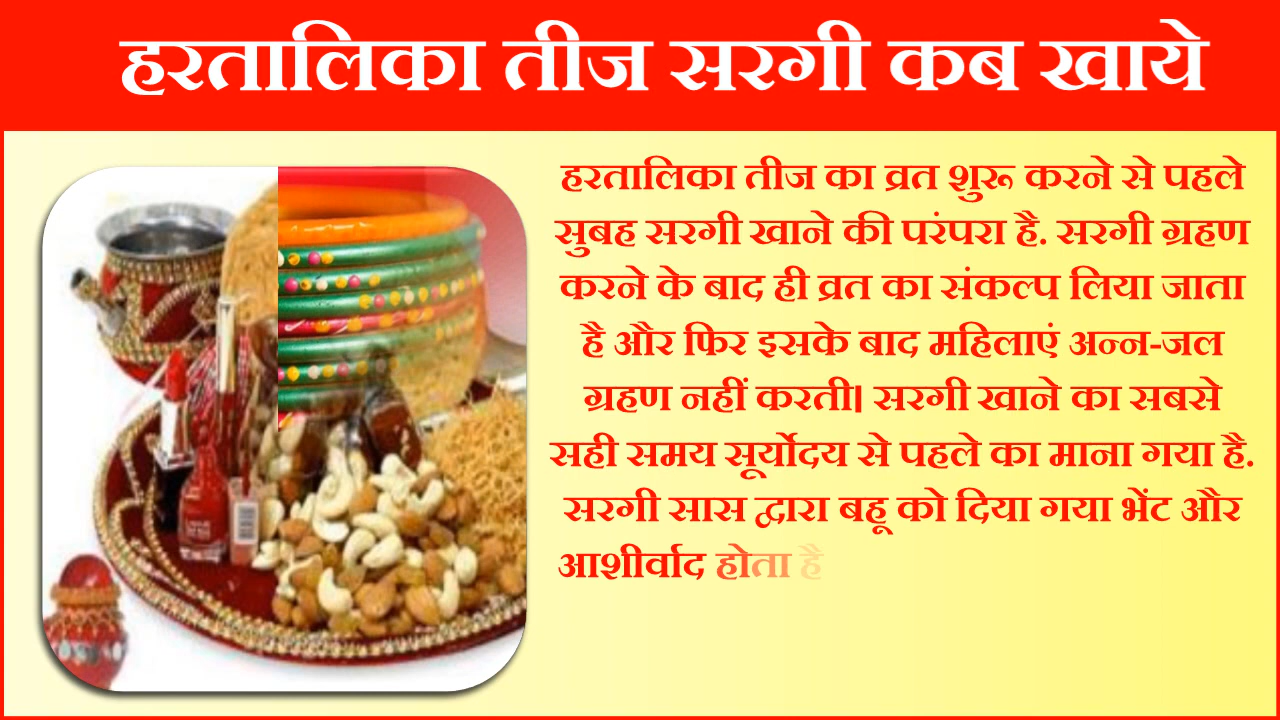 हरतालिका तीज सरगी कब खाये
हरतालिका तीज का व्रत शुरू करने से पहले
सुबह सरगी खाने की परंपरा है. सरगी ग्रहण
करने के बाद ही व्रत का संकल्प लिया जाता
है और फिर इसके बाद महिलाएं अन्न-जल
ग्रहण नहीं करती। सरगी खाने का सबसे
सही समय सूर्योदय से पहले का माना गया है.
सरगी सास द्वारा बहू को दिया गया भेंट और
आशीर्वाद होता है